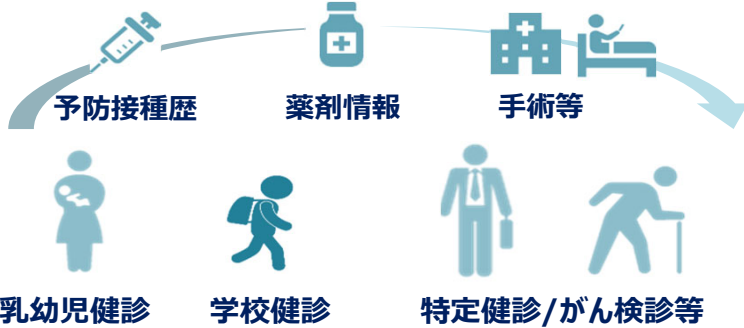 予防接種歴
薬剤情報
手術等
乳幼児健診
学校健診
特定健診/がん検診等